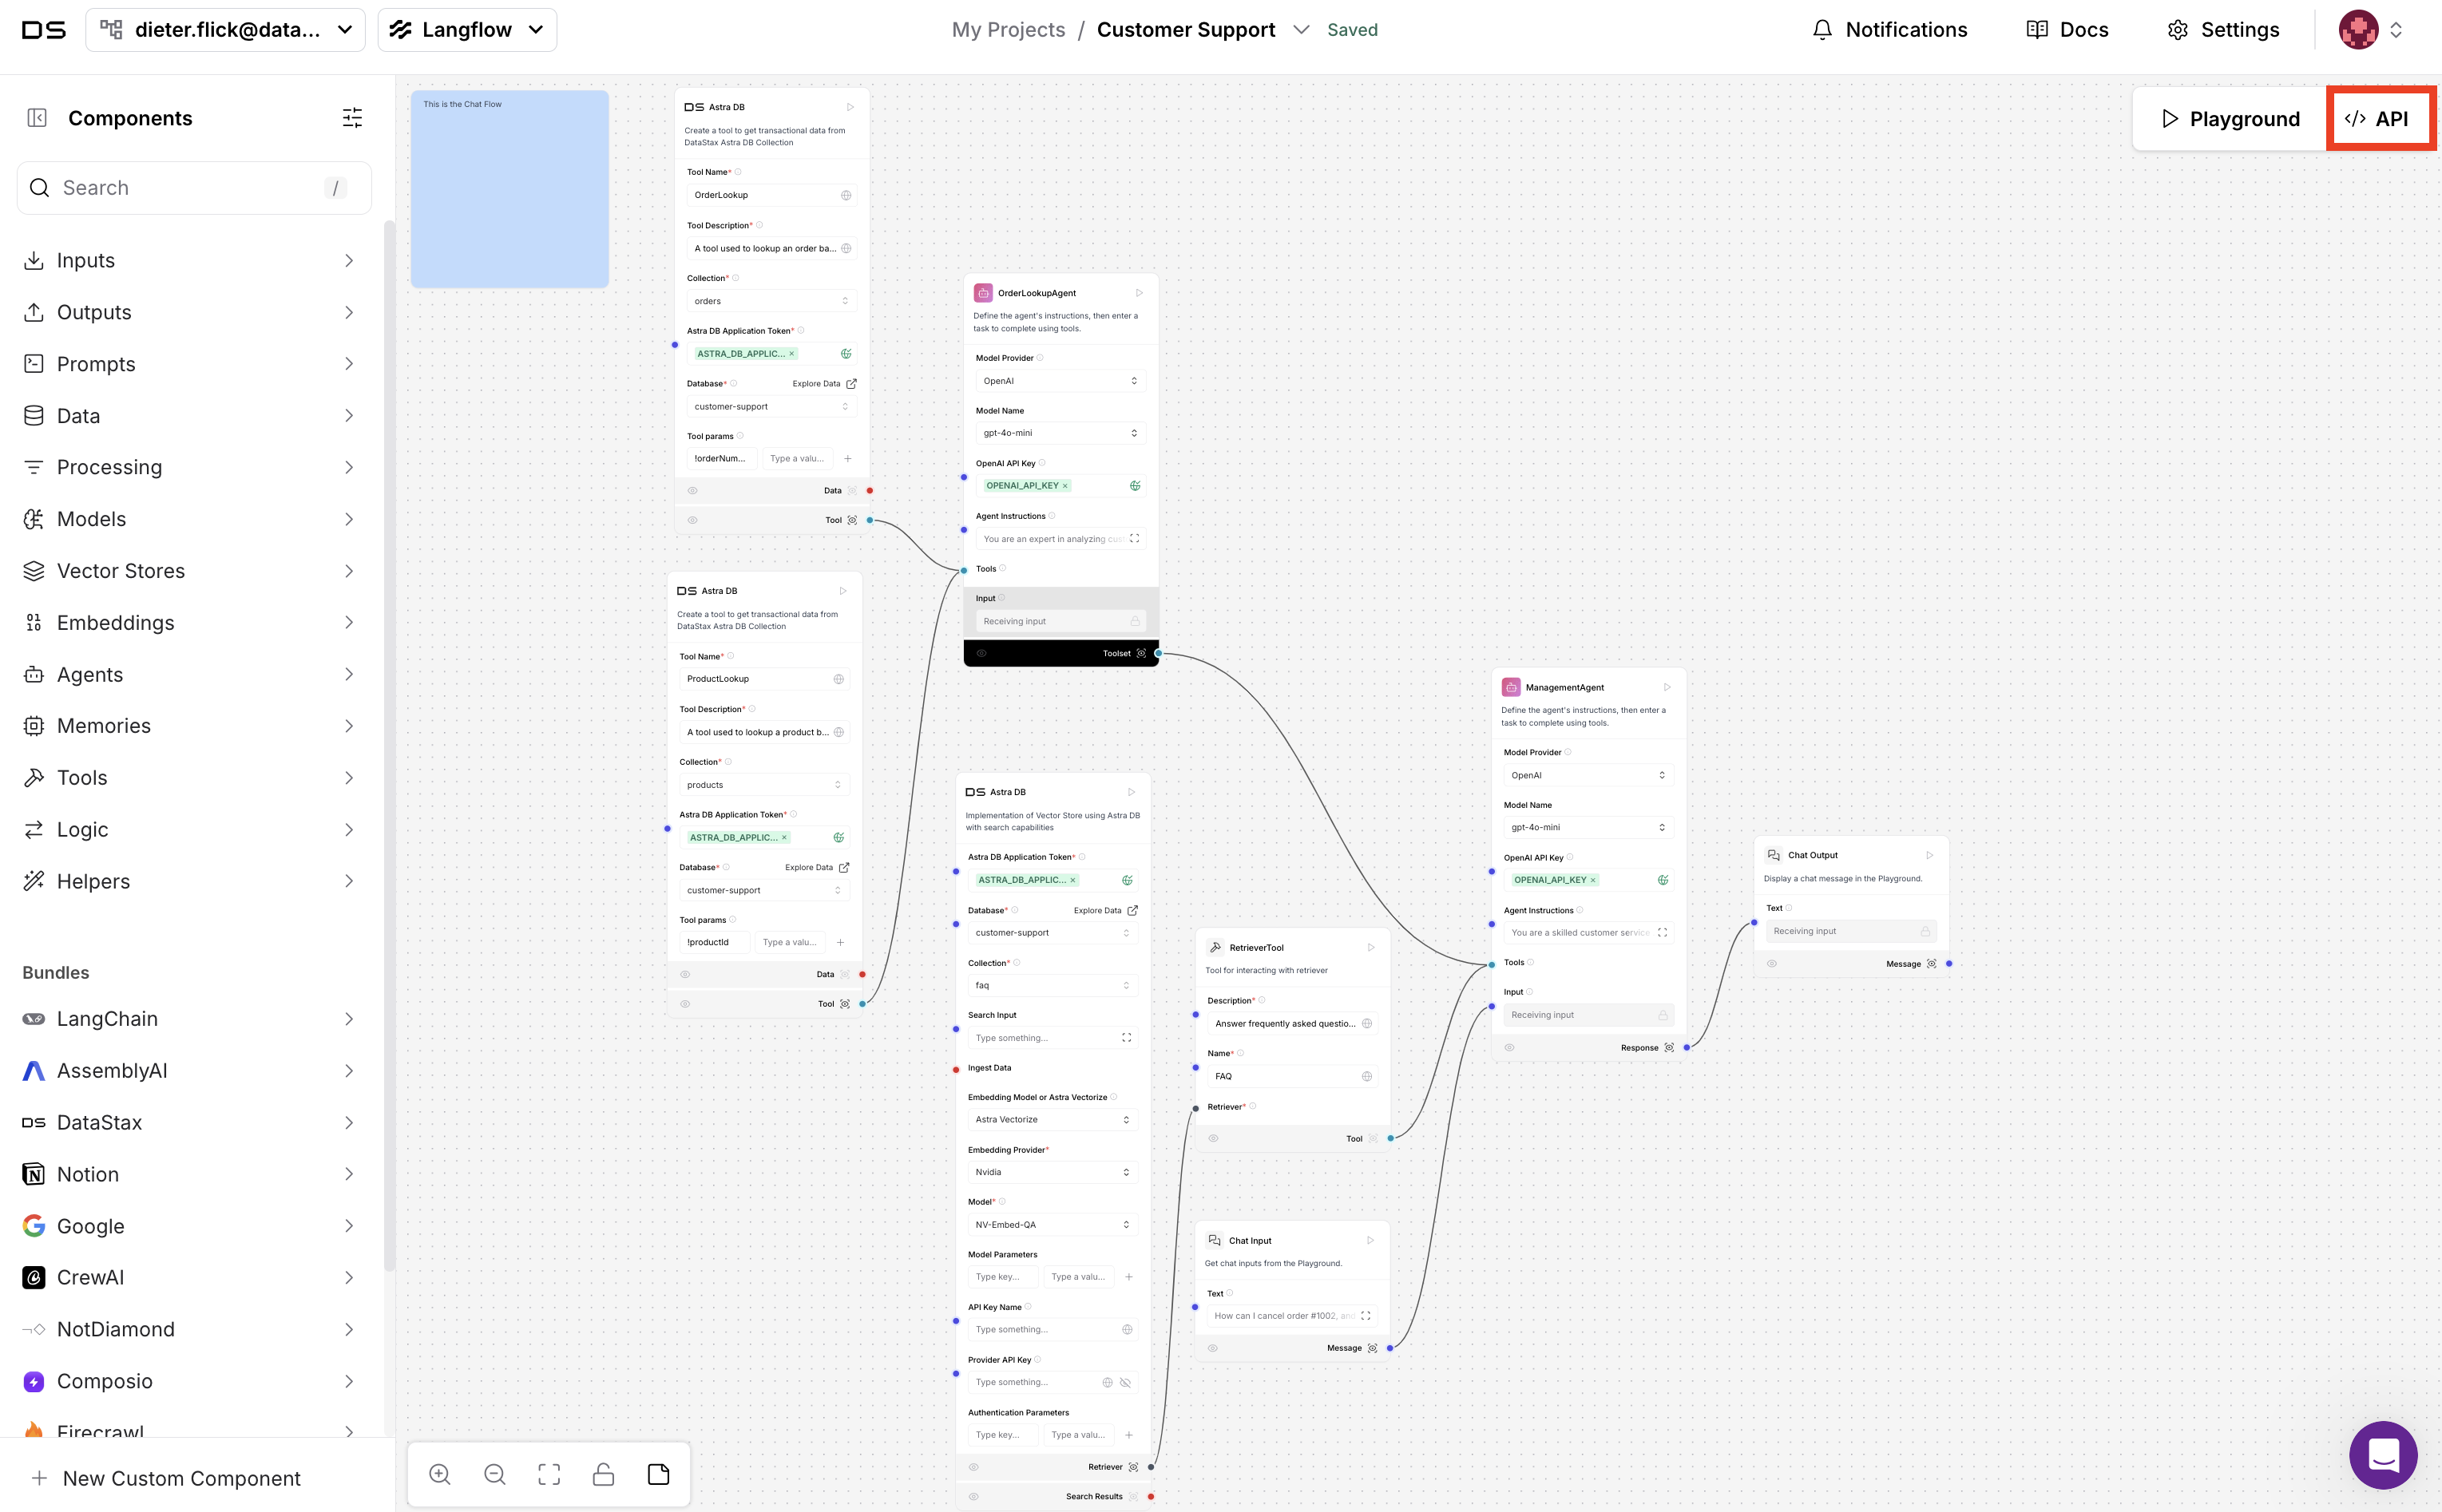 DS
dieter.flick@data...
Langflow
My Projects / Customer Support
Saved
Notifications
Docs
Settings
Components
Search
/
Inputs
Outputs
Prompts
Data
Processing
Models
Vector Stores
Embeddings
Agents
Memories
Tools
Logic
Helpers
Bundles
LangChain
AssemblyAI
DataStax
Notion
Google
CrewAI
NotDiamond
Composio
Firecrawl
New Custom Component
Playground
API
This is the Chat Flow
Astra DB
Create a tool to get transactional data from
DataStax Astra DB Collection
Tool Name*
OrderLookup
Tool Description*
A tool used to lookup an order ba...
Collection*
orders
Astra DB Application Token*
ASTRA_DB_APPLIC...
Database*
Explore Data
customer-support
Tool params
!orderNum...
Type a valu...
Data
Tool
Astra DB
Create a tool to get transactional data from
DataStax Astra DB Collection
Tool Name*
ProductLookup
Tool Description*
A tool used to lookup a product b...
Collection*
products
Astra DB Application Token*
ASTRA_DB_APPLIC...
Database*
Explore Data
customer-support
Tool params
!productId
Type a valu...
Data
Tool
OrderLookupAgent
Define the agent's instructions, then enter a
task to complete using tools.
Model Provider
OpenAI
Model Name
gpt-4o-mini
OpenAI API Key
OPENAI_API_KEY
Agent Instructions
You are an expert in analyzing cus
Tools
Input
Receiving input
Toolset
Astra DB
Implementation of Vector Store using Astra DB
with search capabilities
Astra DB Application Token*
ASTRA_DB_APPLIC...
Database*
Explore Data
customer-support
Collection*
faq
Search Input
Type something...
Ingest Data
Embedding Model or Astra Vectorize
Astra Vectorize
Embedding Provider*
Nvidia
Model*
NV-Embed-QA
Model Parameters
Type key...
Type a valu...
API Key Name
Type something...
Provider API Key
Type something...
Authentication Parameters
Type key...
Type a valu...
Retriever
Search Results
RetrieverTool
Tool for interacting with retriever
Description*
Answer frequently asked questio...
Name*
FAQ
Retriever*
Tool
Chat Input
Get chat inputs from the Playground.
Text
How can I cancel order #1002, and
Message
ManagementAgent
Define the agent's instructions, then enter a
task to complete using tools.
Model Provider
OpenAI
Model Name
gpt-4o-mini
OpenAI API Key
OPENAI_API_KEY
Agent Instructions
You are a skilled customer service
Tools
Input
Receiving input
Response
Chat Output
Display a chat message in the Playground.
Text
Receiving input
Message